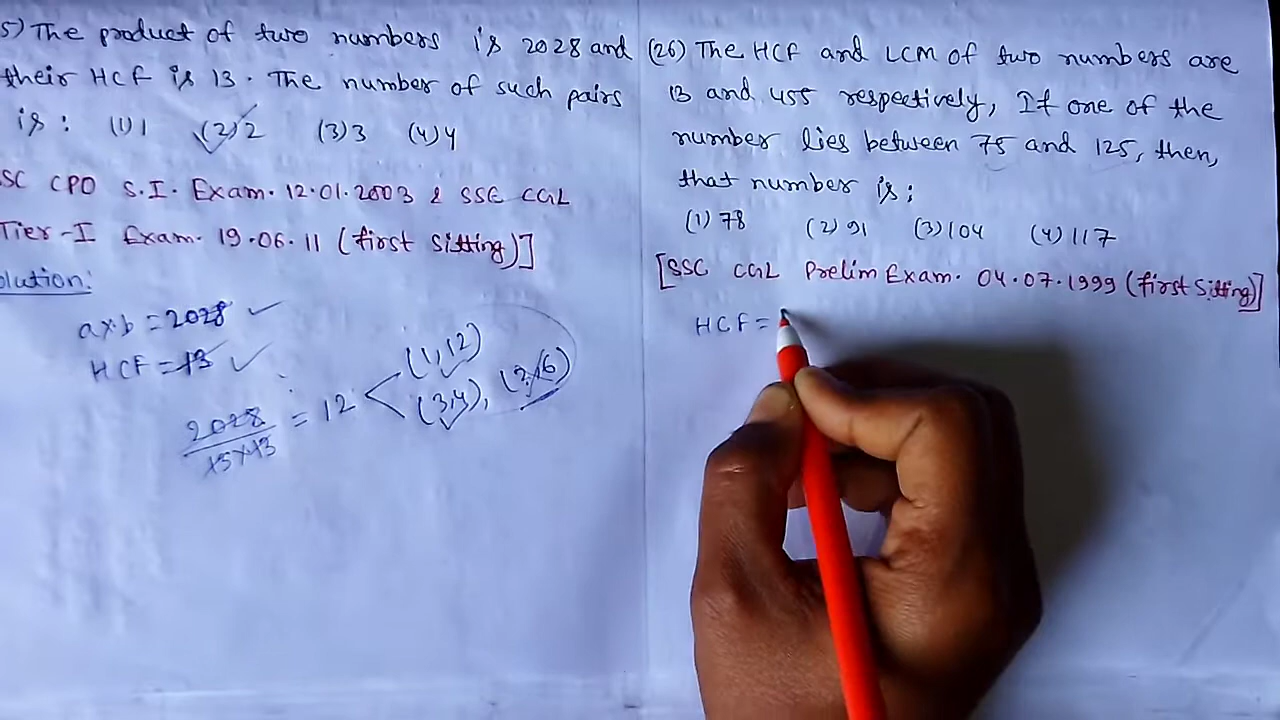 5) The product of two numbers is 2028 and
their HCF is 13. The number of such pairs
is: (1) 1 (2) 2 (3) 3 (4) 4
SC CPO S.I. Exam. 12.01.2003 & SSC CGL
Tier-I Exam. 19.06.11 (first Sitting)]
olution:
a×b = 2028
HCF = 13
2028
13×13
= 12
(1,12)
(3,4), (2,6)
(26) The HCF and LCM of two numbers are
13 and 455 respectively, If one of the
number lies between 75 and 125, then,
that number is:
(1) 78 (2) 91 (3) 104 (4) 117
[SSC CGL Prelim Exam. 04.07.1999 (first Sitting)]
HCF =